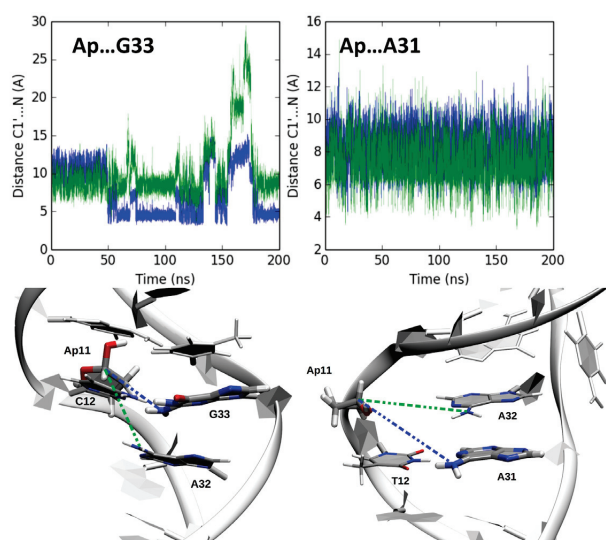 Ap...G33
Distance C1'...N (A)
30
25
20
15
10
5
0
0 50 100 150 200
Time (ns)
Ap...A31
Distance C1'...N (A)
16
14
12
10
8
6
4
2
0 50 100 150 200
Time (ns)
Ap11
C12
G33
A32
Ap11
A32
T12
A31